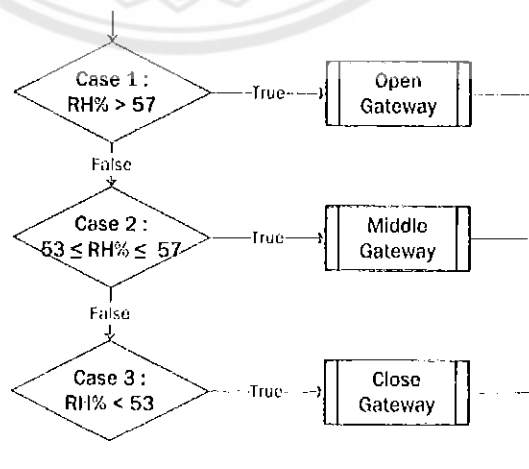 Case 1 :
RH% > 57
True
Open
Gateway
False
Case 2 :
53 ≤ RH% ≤ 57
True
Middle
Gateway
False
Case 3 :
RH% < 53
True
Close
Gateway